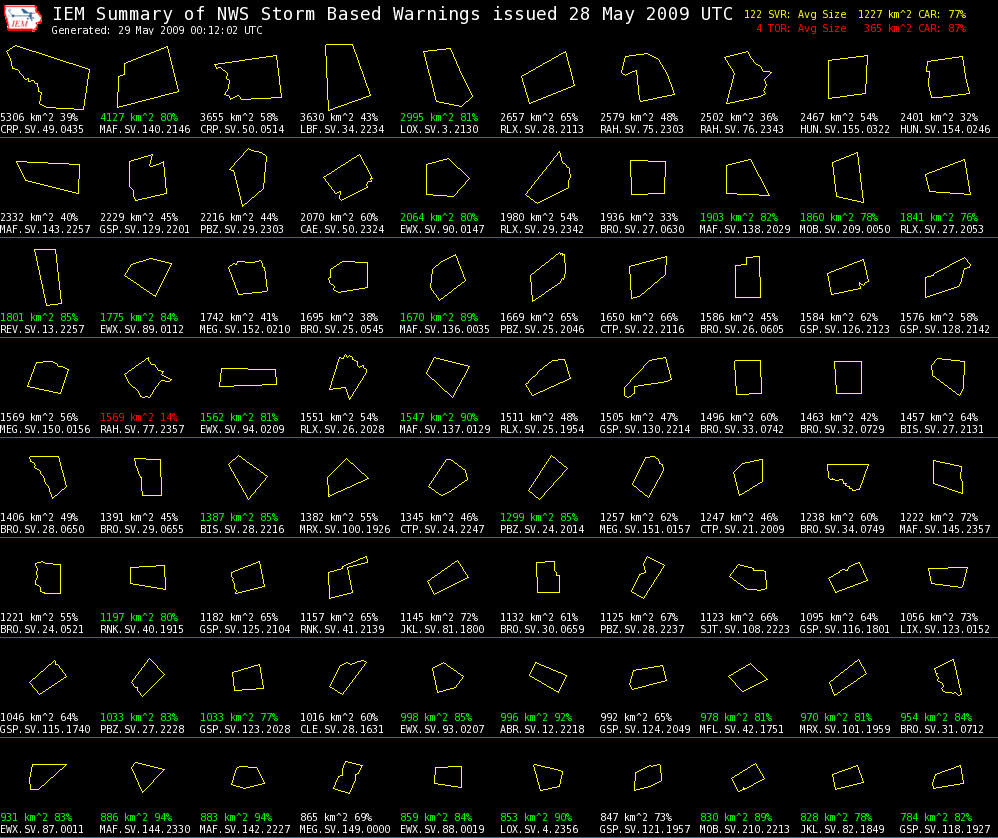 IEM Summary of NWS Storm Based Warnings issued 28 May 2009 UTC
122 SVR: Avg Size 1227 km^2 CAR: 77%
Generated: 29 May 2009 00:12:02 UTC
4 TOR: Avg Size 365 km^2 CAR: 87%
IEM
5306 km^2 39% 4127 km^2 80% 3655 km^2 58% 3630 km^2 43% 2995 km^2 81% 2657 km^2 65% 2579 km^2 48% 2502 km^2 36% 2467 km^2 54% 2401 km^2 32%
CRP.SV.49.0435 MAF.SV.140.2146 CRP.SV.50.0514 LBF.SV.34.2234 LOX.SV.3.2130 RLX.SV.28.2113 RAH.SV.75.2303 RAH.SV.76.2343 HUN.SV.155.0322 HUN.SV.154.0246
2332 km^2 40% 2229 km^2 45% 2216 km^2 44% 2070 km^2 60% 2064 km^2 80% 1980 km^2 54% 1936 km^2 33% 1903 km^2 82% 1860 km^2 78% 1841 km^2 76%
MAF.SV.143.2257 GSP.SV.129.2201 PBZ.SV.29.2303 CAE.SV.50.2324 EWX.SV.90.0147 RLX.SV.29.2342 BRO.SV.27.0630 MAF.SV.138.2029 MOB.SV.209.0050 RLX.SV.27.2053
1801 km^2 85% 1775 km^2 84% 1742 km^2 41% 1695 km^2 38% 1670 km^2 89% 1669 km^2 65% 1650 km^2 66% 1586 km^2 45% 1584 km^2 62% 1576 km^2 58%
REV.SV.13.2257 EWX.SV.89.0112 MEG.SV.152.0210 BRO.SV.25.0545 MAF.SV.136.0035 PBZ.SV.25.2046 CTP.SV.22.2116 BRO.SV.26.0605 GSP.SV.126.2123 GSP.SV.128.2142
1569 km^2 56% 1569 km^2 14% 1562 km^2 81% 1551 km^2 54% 1547 km^2 90% 1511 km^2 48% 1505 km^2 47% 1496 km^2 60% 1463 km^2 42% 1457 km^2 64%
MEG.SV.150.0156 RAH.SV.77.2357 EWX.SV.94.0209 RLX.SV.26.2028 MAF.SV.137.0129 RLX.SV.25.1954 GSP.SV.130.2214 BRO.SV.33.0742 BRO.SV.32.0729 BIS.SV.27.2131
1406 km^2 49% 1391 km^2 45% 1387 km^2 85% 1382 km^2 55% 1345 km^2 46% 1299 km^2 85% 1257 km^2 62% 1247 km^2 46% 1238 km^2 60% 1222 km^2 72%
BRO.SV.28.0650 BRO.SV.29.0655 BIS.SV.28.2216 MRX.SV.100.1926 CTP.SV.24.2247 PBZ.SV.24.2014 MEG.SV.151.0157 CTP.SV.21.2009 BRO.SV.34.0749 MAF.SV.145.2357
1221 km^2 55% 1197 km^2 80% 1182 km^2 65% 1157 km^2 65% 1145 km^2 72% 1132 km^2 61% 1125 km^2 67% 1123 km^2 66% 1095 km^2 64% 1056 km^2 73%
BRO.SV.24.0521 RNK.SV.40.1915 GSP.SV.125.2104 RNK.SV.41.2139 JKL.SV.81.1800 BRO.SV.30.0659 PBZ.SV.28.2237 SJT.SV.108.2223 GSP.SV.116.1801 LIX.SV.123.0152
1046 km^2 64% 1033 km^2 83% 1033 km^2 77% 1016 km^2 60% 998 km^2 85% 996 km^2 92% 992 km^2 65% 978 km^2 81% 970 km^2 81% 954 km^2 84%
GSP.SV.115.1740 PBZ.SV.27.2228 GSP.SV.123.2028 CLE.SV.28.1631 EWX.SV.93.0207 ABR.SV.12.2218 GSP.SV.124.2049 MFL.SV.42.1751 MRX.SV.101.1959 BRO.SV.31.0712
931 km^2 83% 886 km^2 94% 883 km^2 94% 865 km^2 69% 859 km^2 84% 853 km^2 90% 847 km^2 73% 830 km^2 89% 828 km^2 78% 784 km^2 82%
EWX.SV.87.0011 MAF.SV.144.2330 MAF.SV.142.2227 MEG.SV.149.0000 EWX.SV.88.0019 LOX.SV.4.2356 GSP.SV.121.1957 MOB.SV.210.2213 JKL.SV.82.1849 GSP.SV.118.1927